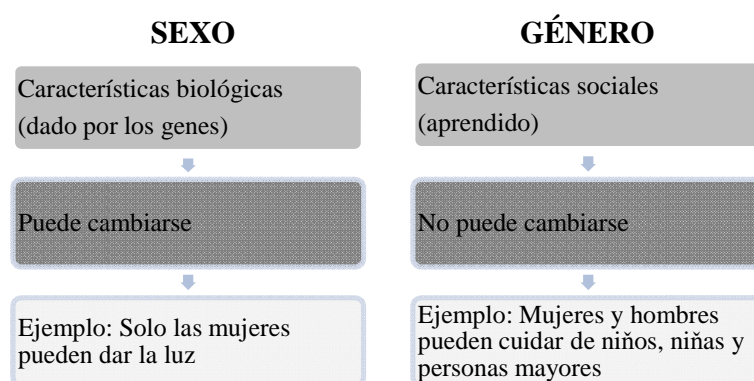 SEXO
Características biológicas
(dado por los genes)
Puede cambiarse
Ejemplo: Solo las mujeres
pueden dar la luz
GÉNERO
Características sociales
(aprendido)
No puede cambiarse
Ejemplo: Mujeres y hombres
pueden cuidar de niňos, niňas y
personas mayores